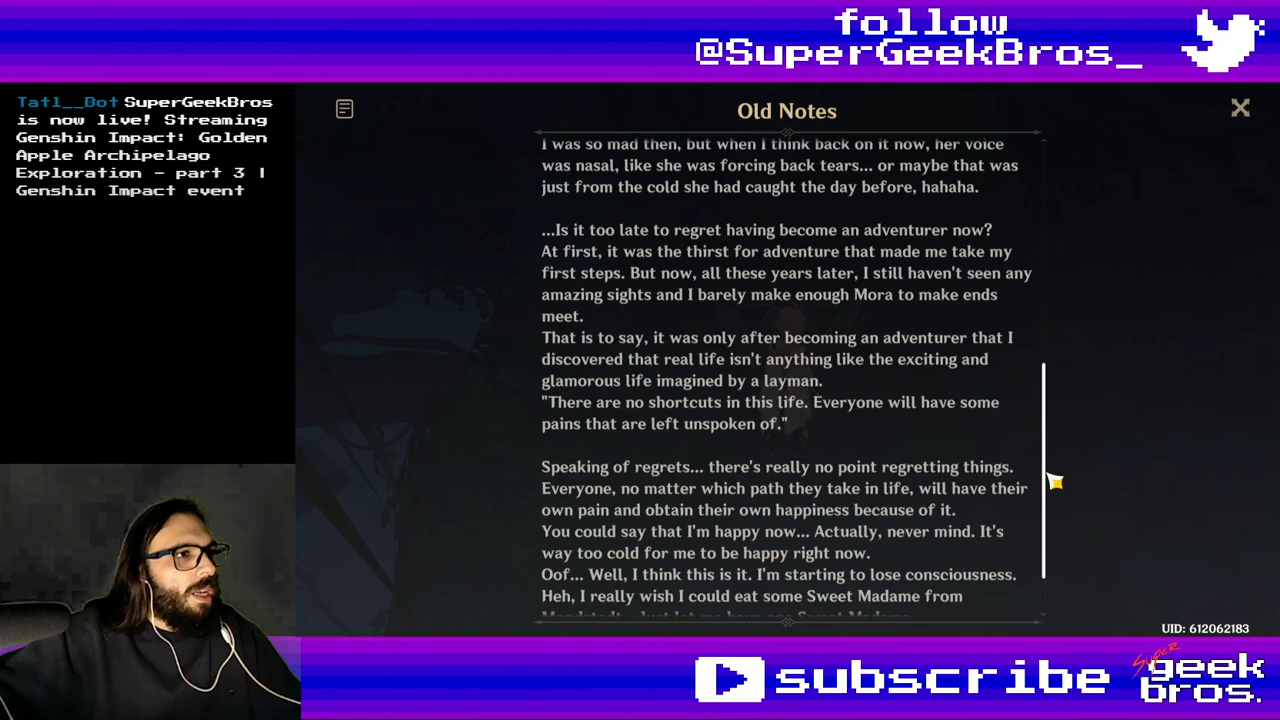 follow
@SuperGeekBros_
Tatl__Bot SuperGeekBros
is now live! Streaming
Genshin Impact: Golden
Apple Archipelago
Exploration - part 3 |
Genshin Impact event
Old Notes
I was so mad then, but when I think back on it now, her voice
was nasal, like she was forcing back tears... or maybe that was
just from the cold she had caught the day before, hahaha.
...Is it too late to regret having become an adventurer now?
At first, it was the thirst for adventure that made me take my
first steps. But now, all these years later, I still haven't seen any
amazing sights and I barely make enough Mora to make ends
meet.
That is to say, it was only after becoming an adventurer that I
discovered that real life isn't anything like the exciting and
glamorous life imagined by a layman.
"There are no shortcuts in this life. Everyone will have some
pains that are left unspoken of."
Speaking of regrets... there's really no point regretting things.
Everyone, no matter which path they take in life, will have their
own pain and obtain their own happiness because of it.
You could say that I'm happy now... Actually, never mind. It's
way too cold for me to be happy right now.
Oof... Well, I think this is it. I'm starting to lose consciousness.
Heh, I really wish I could eat some Sweet Madame from
Mondstadt... Just let me have one Sweet Madame
UID: 612062183
subscribe
super
geek
bros.